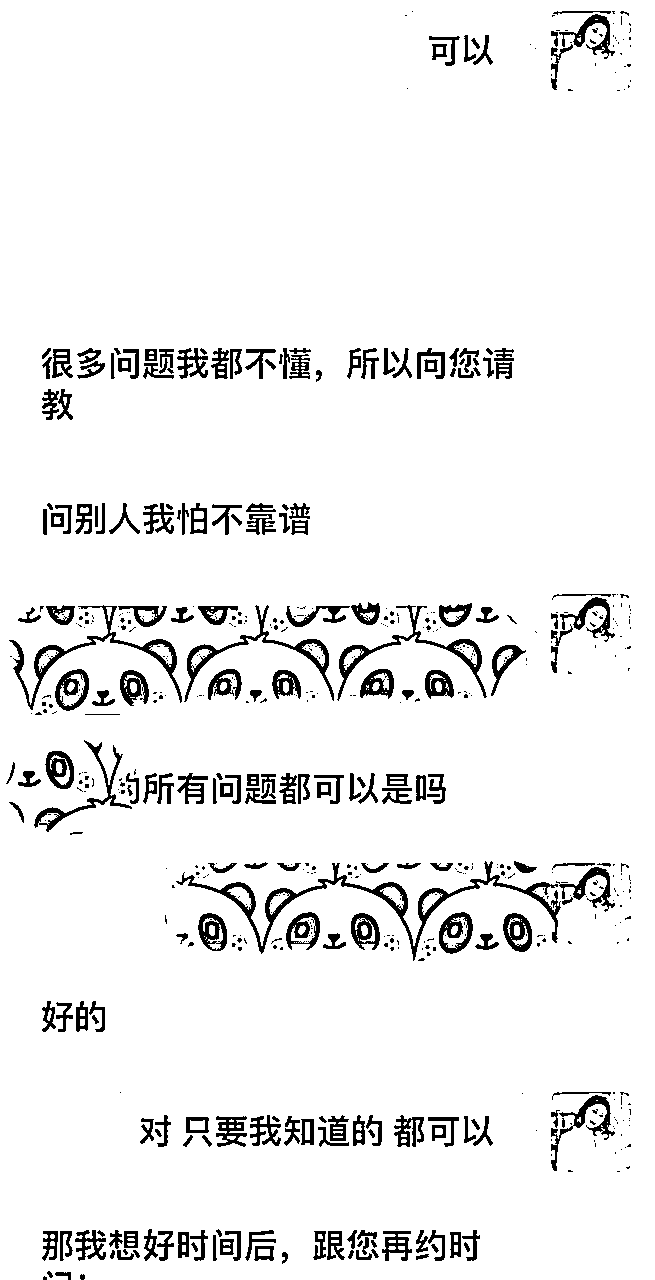 可以
很多问题我都不懂，所以向您请
教
问别人我怕不靠谱
的所有问题都可以是吗
好的
对 只要我知道的 都可以
那我想好时间后，跟您再约时